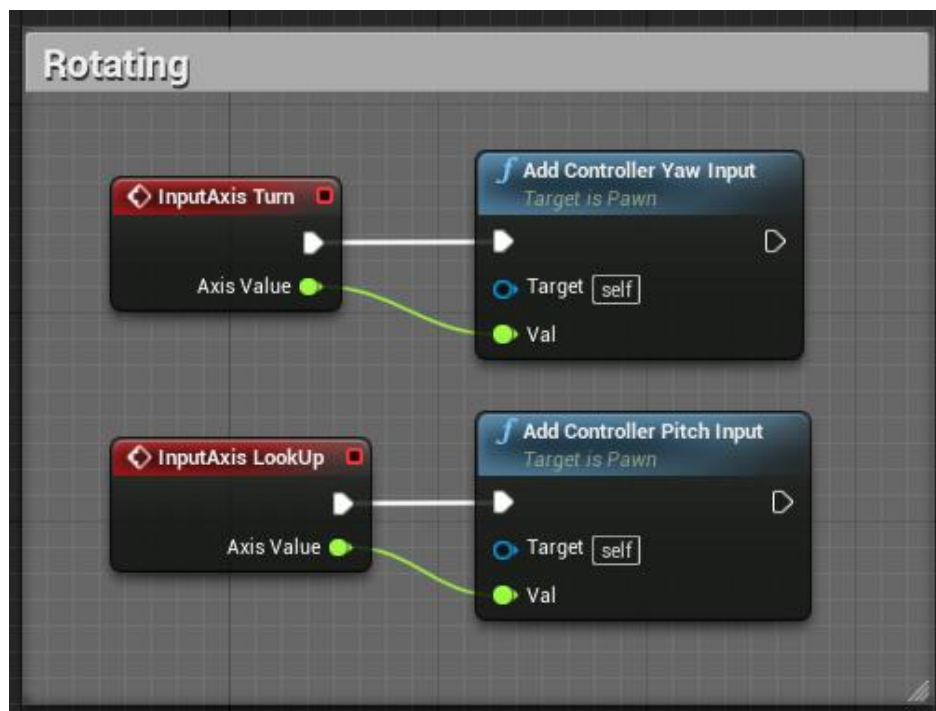 Rotating
InputAxis Turn
Axis Value
f Add Controller Yaw Input
Target is Pawn
Target self
Val
InputAxis LookUp
Axis Value
f Add Controller Pitch Input
Target is Pawn
Target self
Val